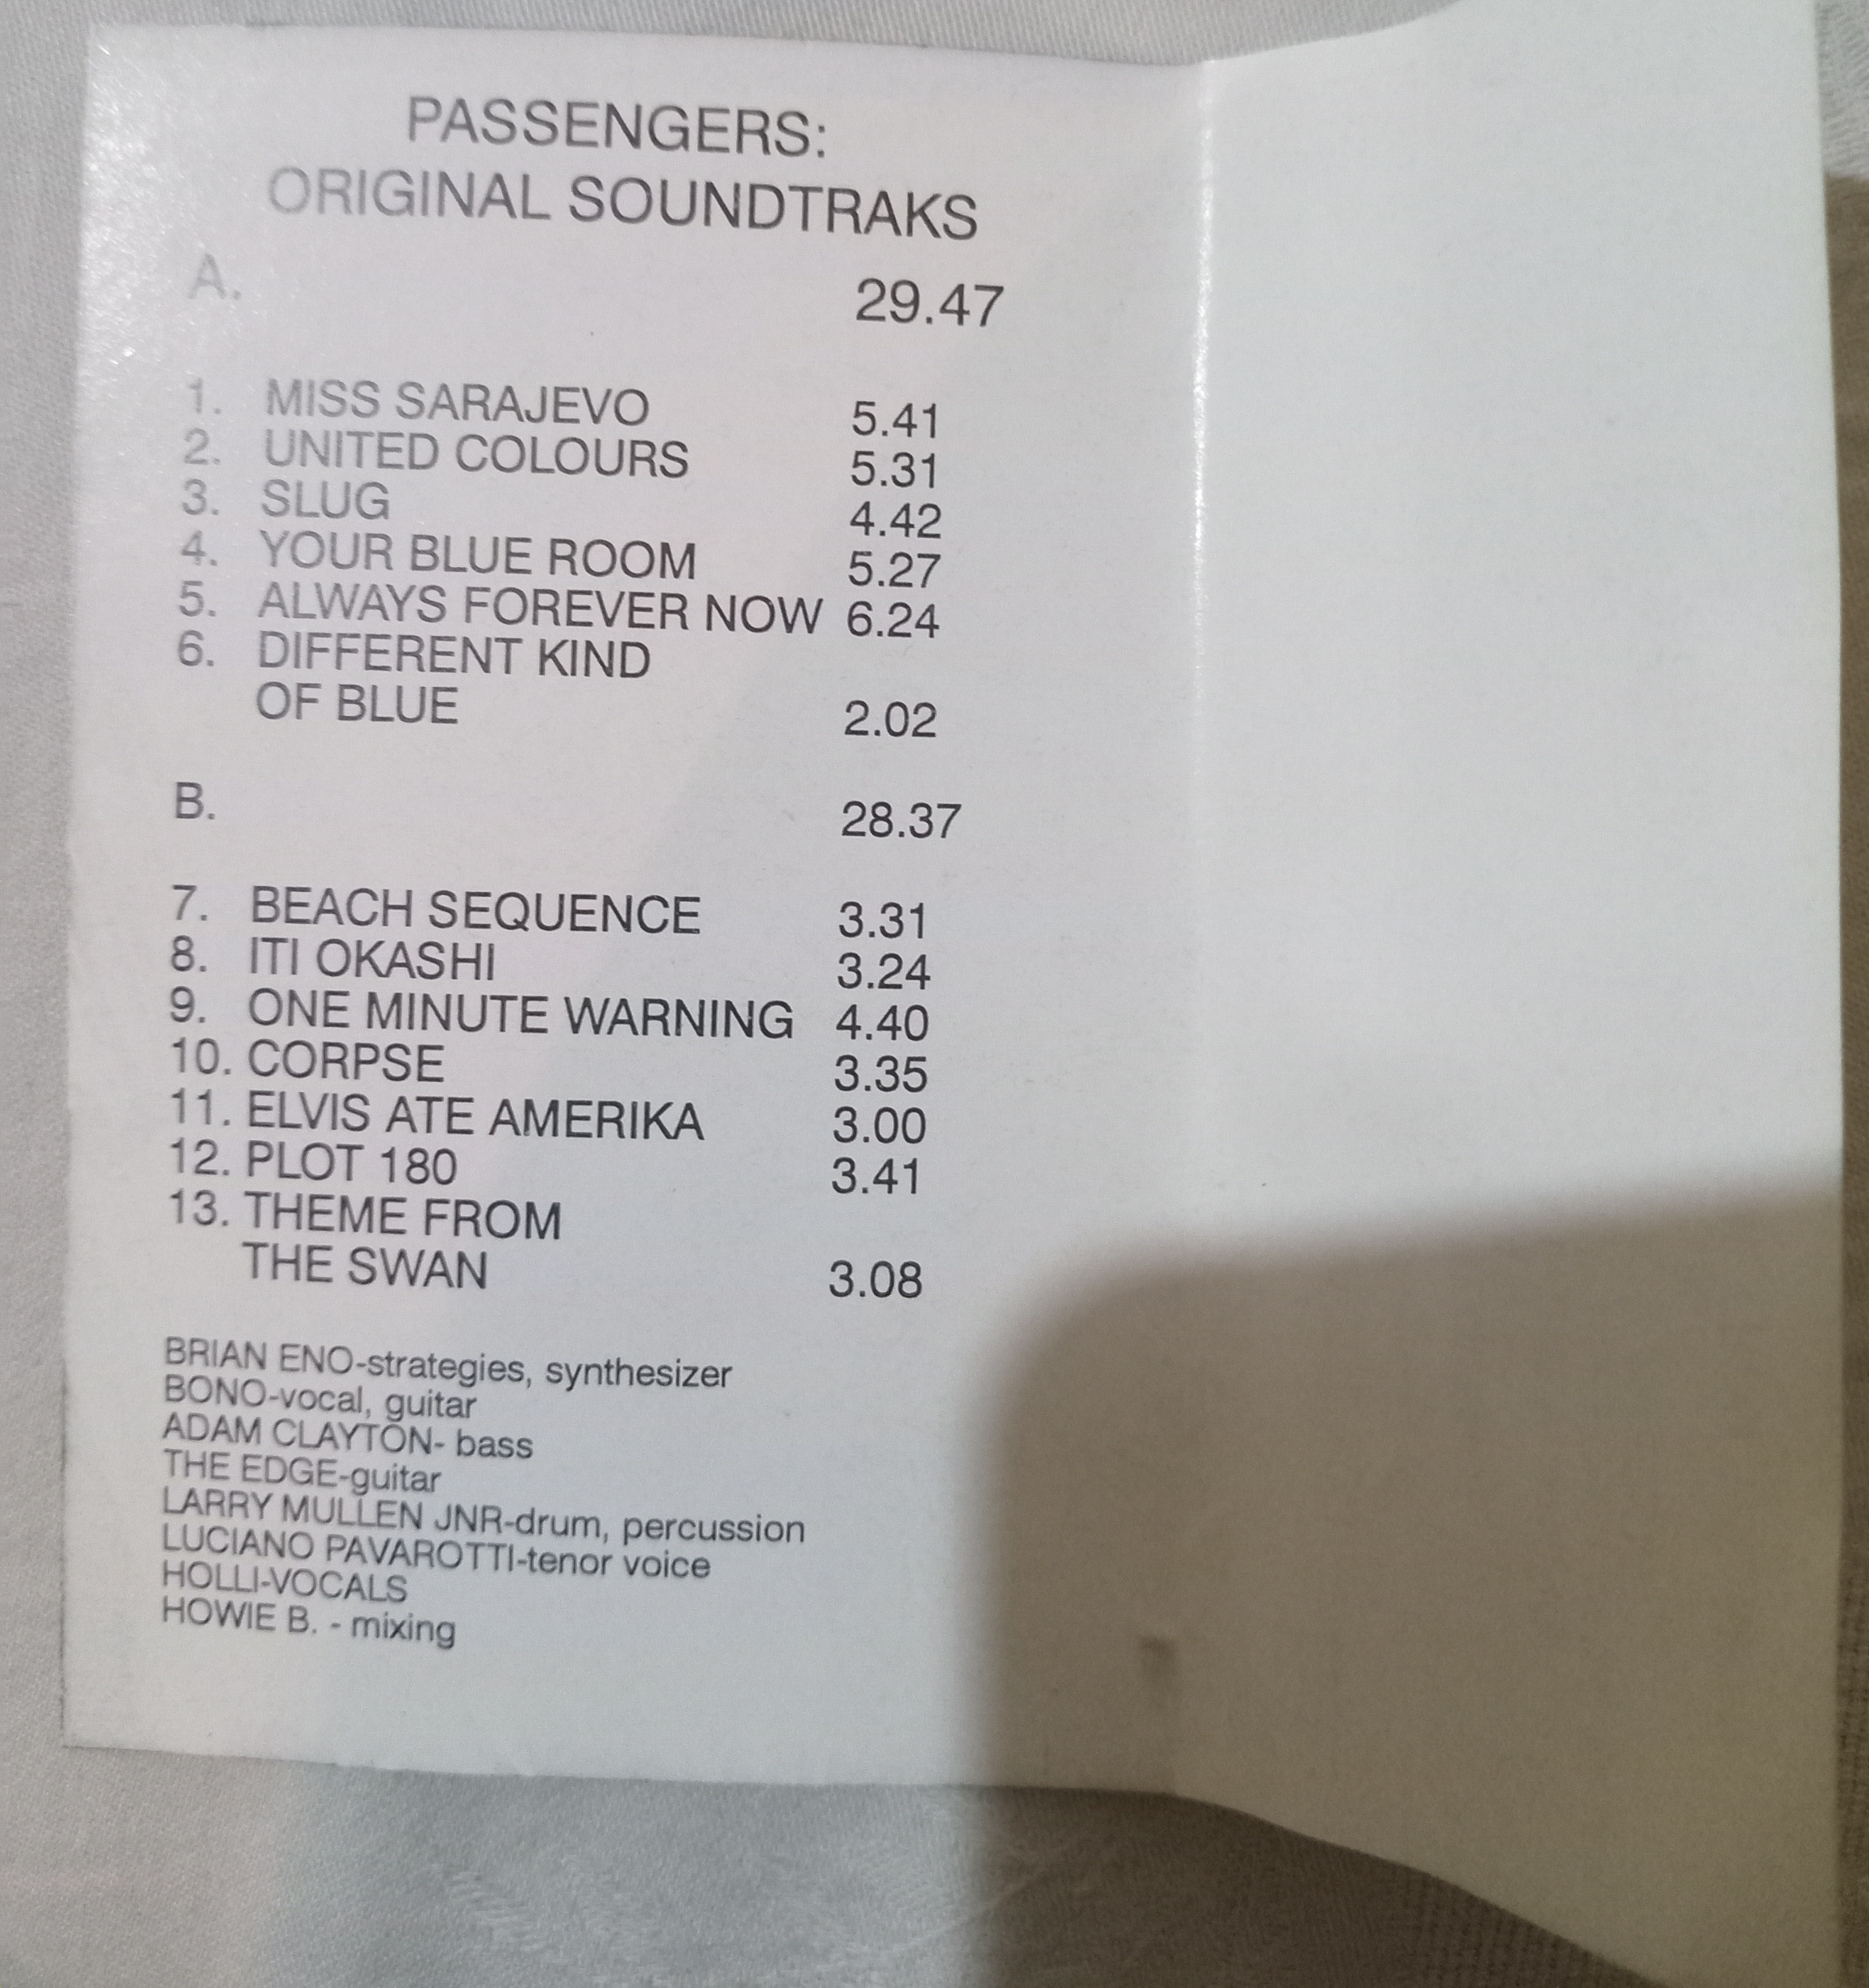 PASSENGERS:
ORIGINAL SOUNDTRAKS
A. 29.47
1. MISS SARAJEVO 5.41
2. UNITED COLOURS 5.31
3. SLUG 4.42
4. YOUR BLUE ROOM 5.27
5. ALWAYS FOREVER NOW 6.24
6. DIFFERENT KIND
OF BLUE 2.02
B. 28.37
7. BEACH SEQUENCE 3.31
8. ITI OKASHI 3.24
9. ONE MINUTE WARNING 4.40
10. CORPSE 3.35
11. ELVIS ATE AMERIKA 3.00
12. PLOT 180 3.41
13. THEME FROM
THE SWAN 3.08
BRIAN ENO-strategies, synthesizer
BONO-vocal, guitar
ADAM CLAYTON- bass
THE EDGE-guitar
LARRY MULLEN JNR-drum, percussion
LUCIANO PAVAROTTI-tenor voice
HOLLI-VOCALS
HOWIE B. - mixing